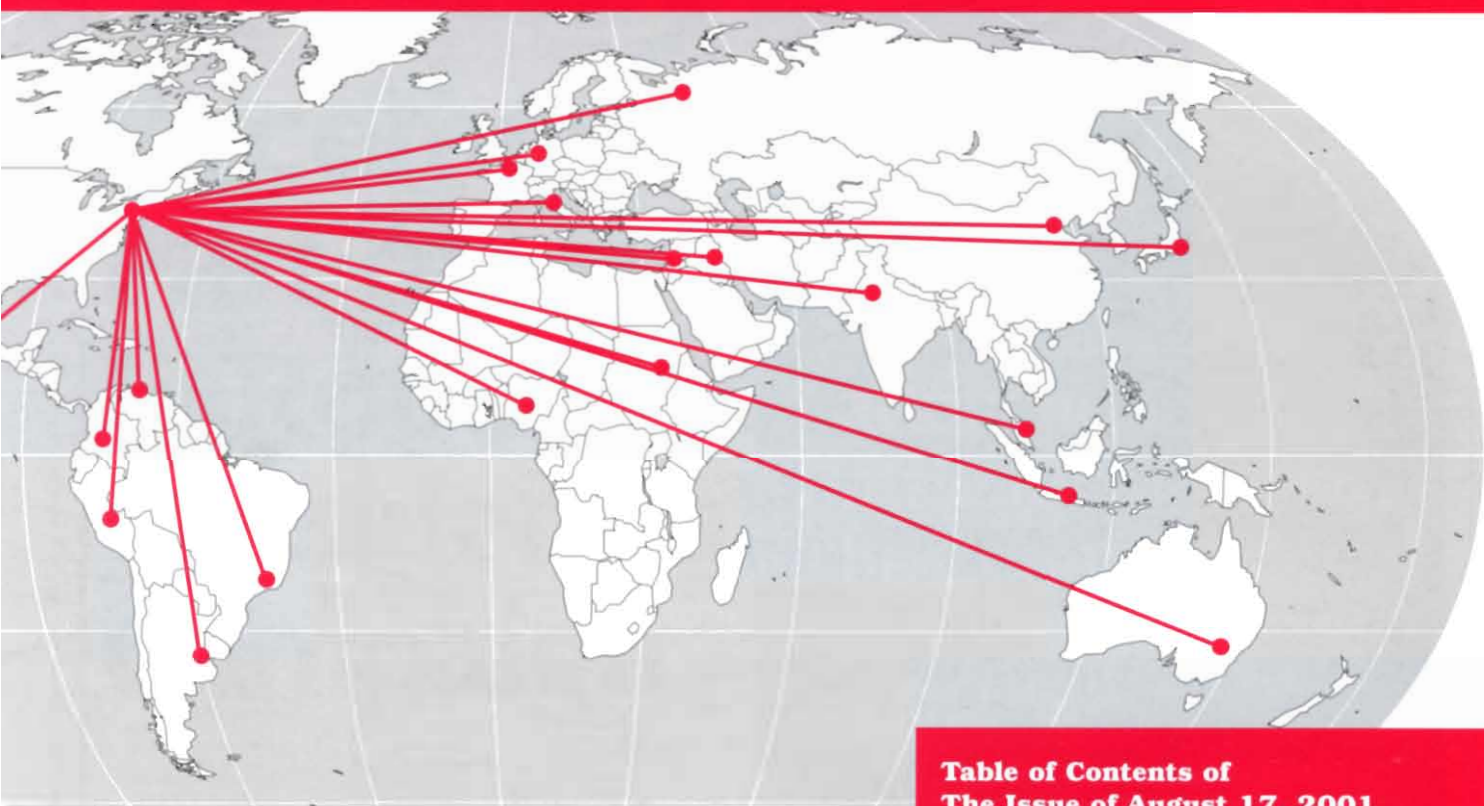 Table of Contents of
The Issue of August 17, 2001